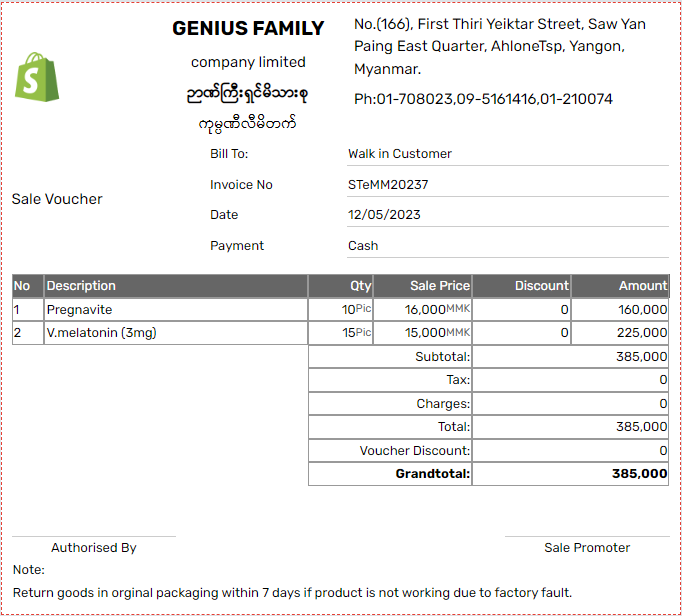 GENIUS FAMILY
company limited
ဉာဏ်ကြီးရှင်မိသားစု
ကုမ္ပဏီလီမိတက်
No.(166), First Thiri Yeiktar Street, Saw Yan
Paing East Quarter, AhloneTsp, Yangon,
Myanmar.
Ph:01-708023,09-5161416,01-210074
S
Sale Voucher
Bill To: Walk in Customer
Invoice No STeMM20237
Date 12/05/2023
Payment Cash
No Description Qty Sale Price Discount Amount
1 Pregnavite 10Pic 16,000MMK 0 160,000
2 V.melatonin (3mg) 15Pic 15,000MMK 0 225,000
Subtotal: 385,000
Tax: 0
Charges: 0
Total: 385,000
Voucher Discount: 0
Grandtotal: 385,000
Authorised By Sale Promoter
Note:
Return goods in orginal packaging within 7 days if product is not working due to factory fault.